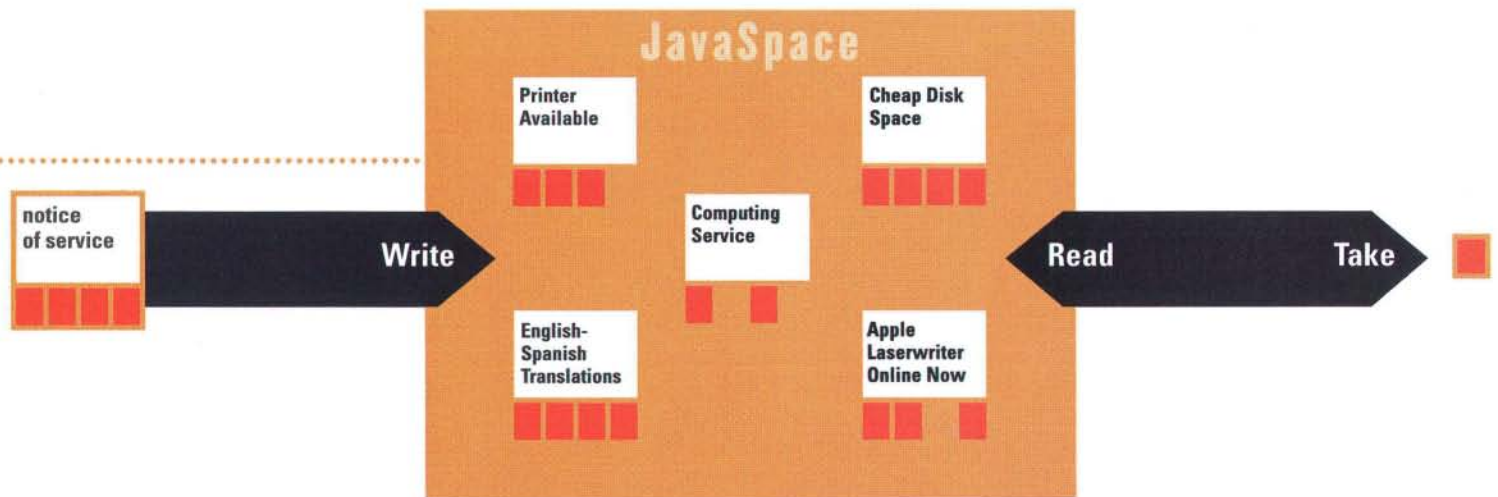 JavaSpace
Printer
Available
Cheap Disk
Space
notice
of service
Write
Computing
Service
Read
Take
English-
Spanish
Translations
Apple
Laserwriter
Online Now